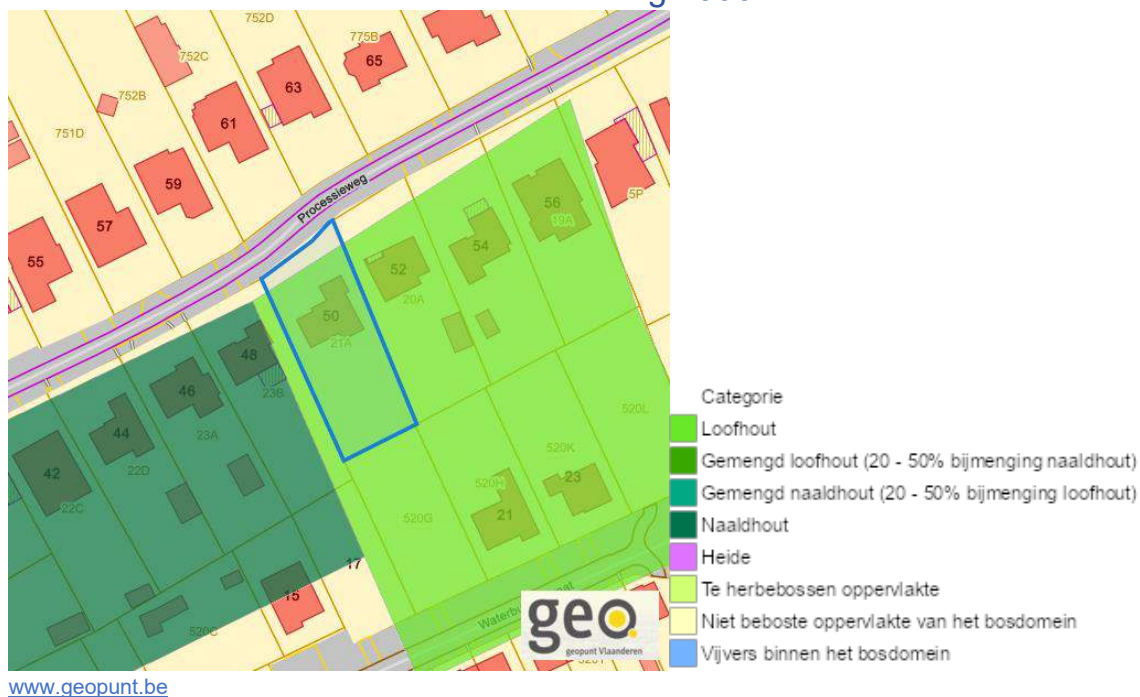 752D
775B
752C
65
63
752B
61
751D
59
Processieweg
57
5P
56
19A
55
54
52
20A
50
21A
48
23B
46
520L
44
23A
520K
42
22D
520H
23
22C
520G
21
17
15
520C
geo
geopunt Vlaanderen
Categorie
Loofhout
Gemengd loofhout (20 - 50% bijmenging naaldhout)
Gemengd naaldhout (20 - 50% bijmenging loofhout)
Naaldhout
Heide
Te herbebossen oppervlakte
Niet beboste oppervlakte van het bosdomein
Vijvers binnen het bosdomein
www.geopunt.be